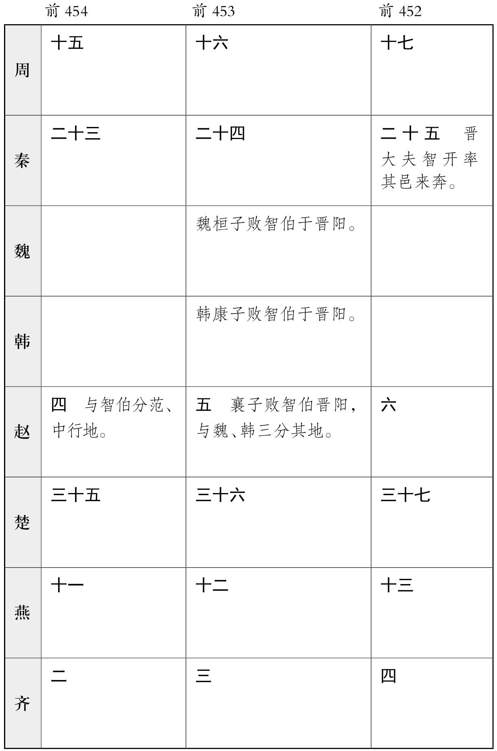 前 454 前 453 前 452
周 十五 十六 十七
秦 二十三 二十四 二十五 晋
大夫智开率
其邑来奔。
魏 魏桓子败智伯于晋阳。
韩 韩康子败智伯于晋阳。
赵 四 与智伯分范、 五 襄子败智伯晋阳， 六
中行地。 与魏、韩三分其地。
楚 三十五 三十六 三十七
燕 十一 十二 十三
齐 二 三 四